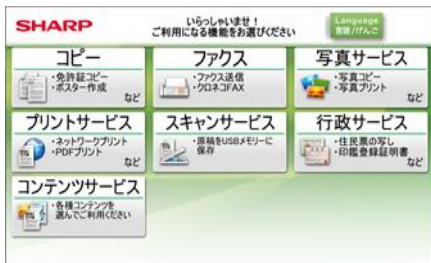 SHARP
いらっしゃいませ！
ご利用になる機能をお選びください
Language
言語/げんご
コピー
・免許証コピー
・ポスター作成
など
ファクス
・ファクス送信
・クロネコFAX
写真サービス
・写真コピー
・写真プリント
など
プリントサービス
・ネットワークプリント
・PDFプリント
など
スキャンサービス
・原稿をUSBメモリーに
保存
行政サービス
・住民票の写し
・印鑑登録証明書
など
コンテンツサービス
・各種コンテンツを
選んでご利用ください